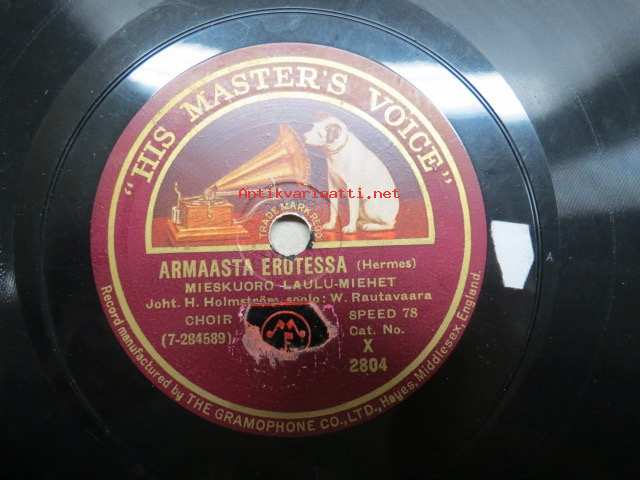 "HIS MASTER'S VOICE"
Antikvariaatti.net
TRADE-MARK REGD
ARMAASTA EROTESSA (Hermes)
MIESKUORO LAULU-MIEHET
Joht. H. Holmström, soolo: W. Rautavaara
CHOIR
SPEED 78
(7-284589)
Cat. No.
X
2804
Record manufactured by THE GRAMOPHONE CO., LTD., Hayes, Middlesex, England.
A